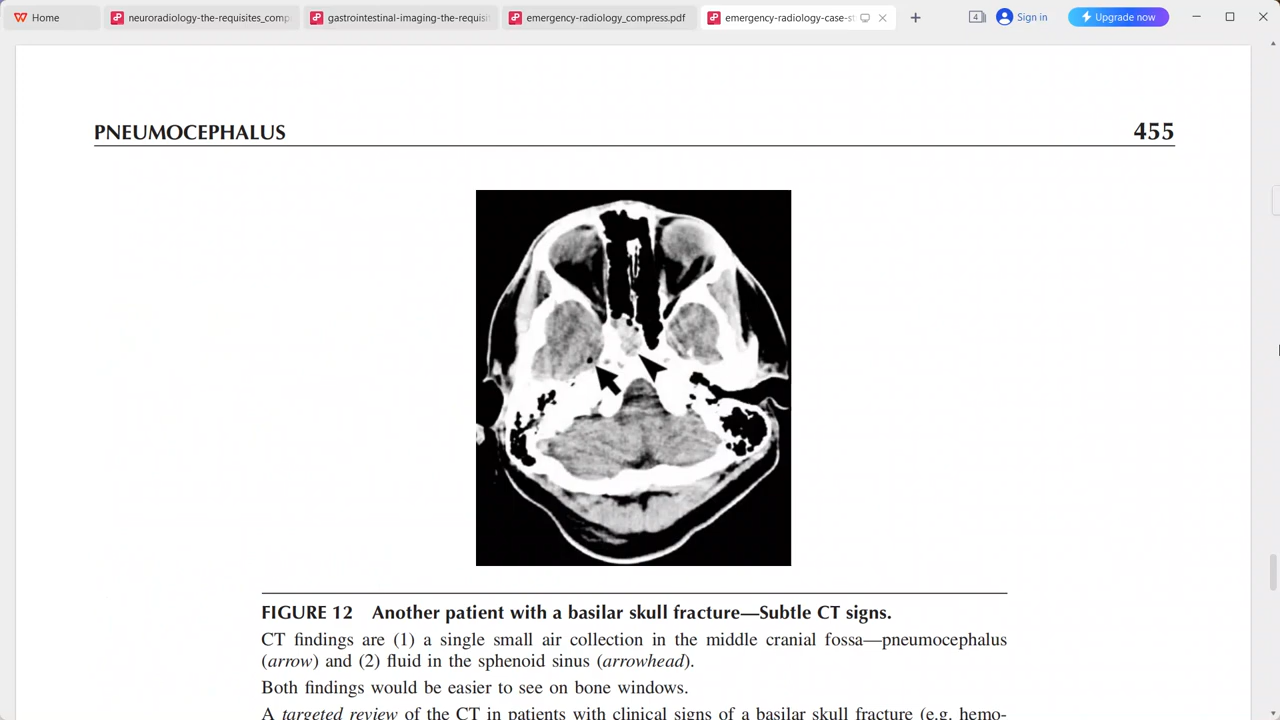 Home
neuroradiology-the-requisites_comp
gastrointestinal-imaging-the-requisit
emergency-radiology_compress.pdf
emergency-radiology-case-st
4
Sign in
Upgrade now
PNEUMOCEPHALUS 455
FIGURE 12 Another patient with a basilar skull fracture—Subtle CT signs.
CT findings are (1) a single small air collection in the middle cranial fossa—pneumocephalus
(arrow) and (2) fluid in the sphenoid sinus (arrowhead).
Both findings would be easier to see on bone windows.
A targeted review of the CT in patients with clinical signs of a basilar skull fracture (e.g. hemo-